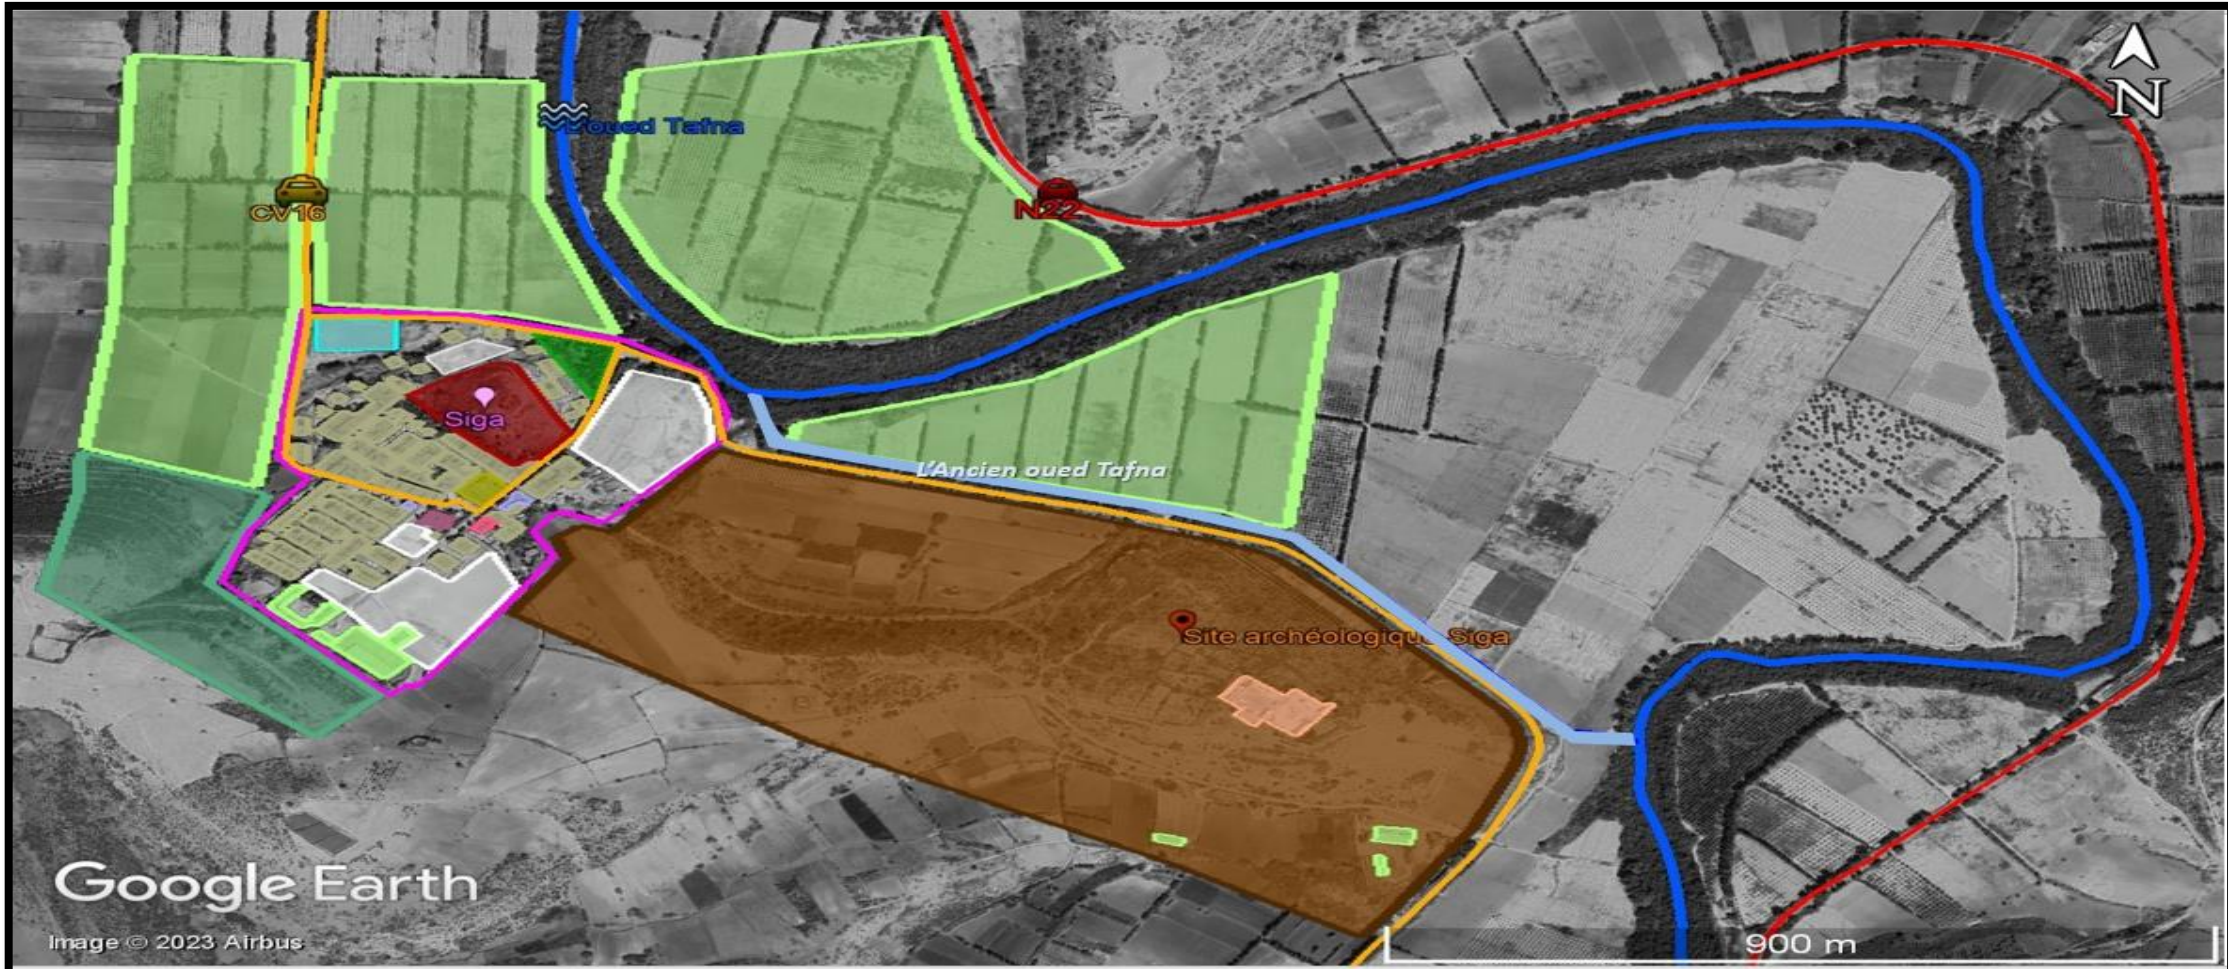 N
L'oued Tafna
CV16
N22
Siga
L'Ancien oued Tafna
Site archéologique Siga
Google Earth
Image © 2023 Airbus
900 m